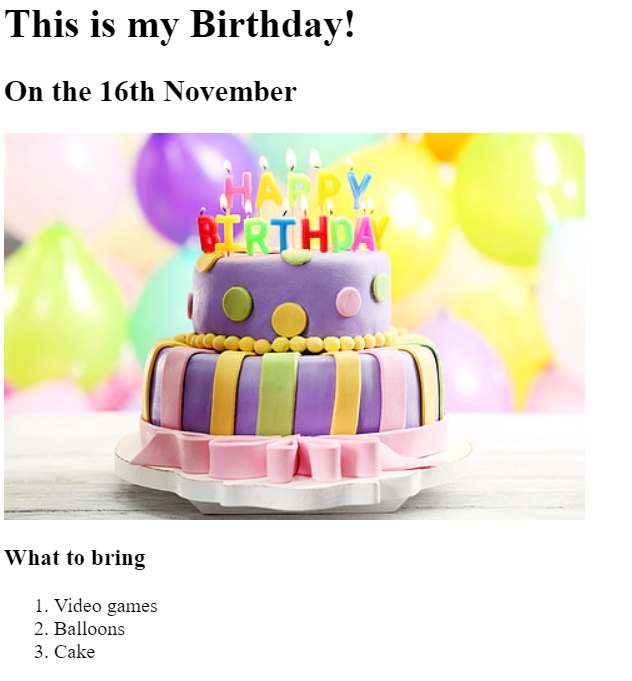 This is my Birthday!
On the 16th November
HAPPY
BIRTHDAY
What to bring
1. Video games
2. Balloons
3. Cake